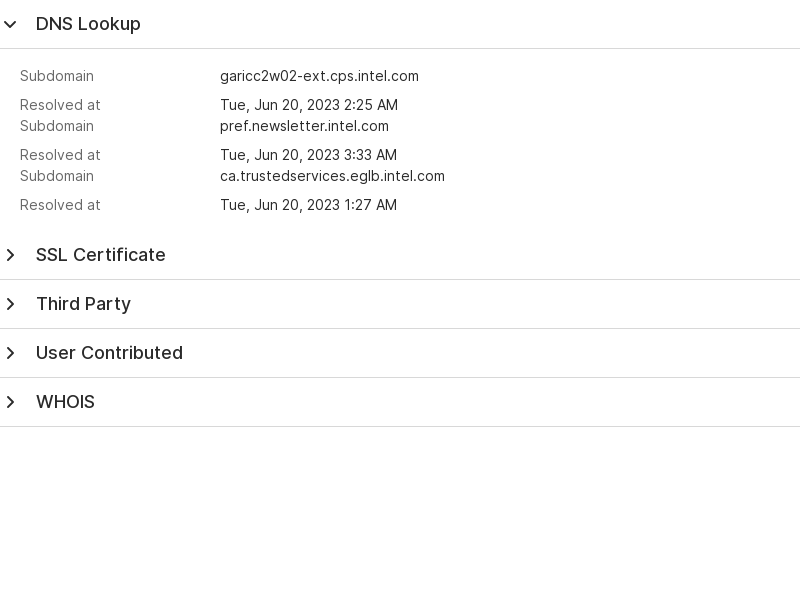 DNS Lookup
Subdomain garicc2w02-ext.cps.intel.com
Resolved at Tue, Jun 20, 2023 2:25 AM
Subdomain pref.newsletter.intel.com
Resolved at Tue, Jun 20, 2023 3:33 AM
Subdomain ca.trustedservices.eglb.intel.com
Resolved at Tue, Jun 20, 2023 1:27 AM
SSL Certificate
Third Party
User Contributed
WHOIS